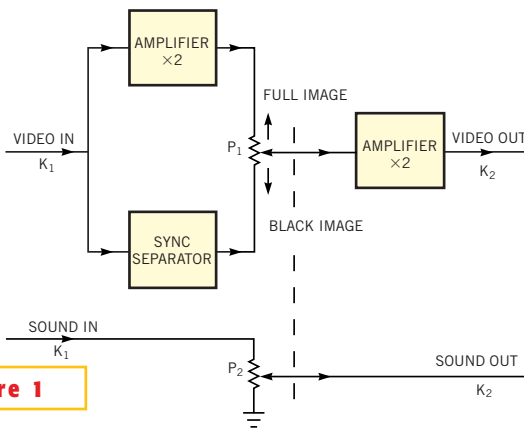 AMPLIFIER
×2
FULL IMAGE
VIDEO IN
K1
P1
AMPLIFIER
×2
VIDEO OUT
K2
BLACK IMAGE
SYNC
SEPARATOR
SOUND IN
K1
P2
SOUND OUT
K2
re 1